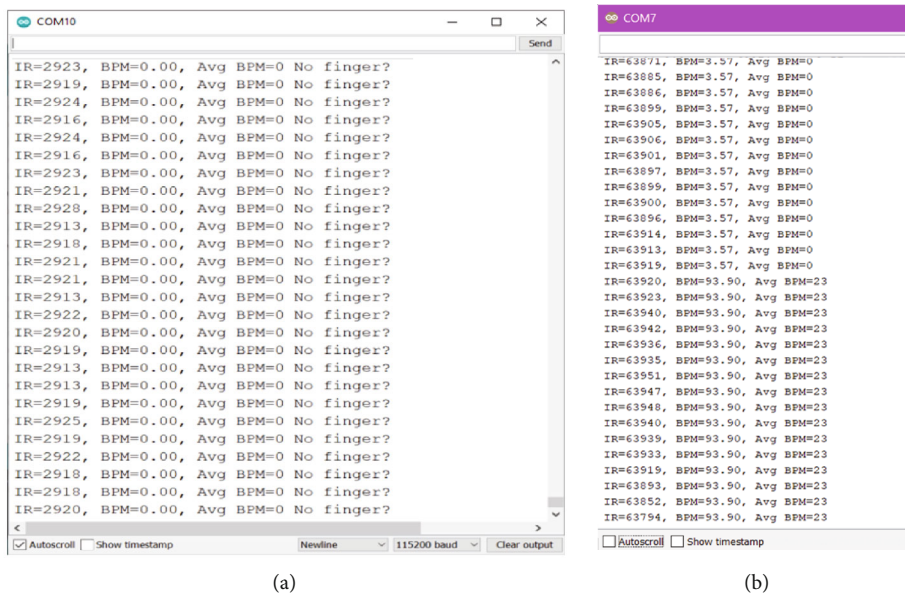 COM10
Send
IR=2923, BPM=0.00, Avg BPM=0 No finger?
IR=2919, BPM=0.00, Avg BPM=0 No finger?
IR=2924, BPM=0.00, Avg BPM=0 No finger?
IR=2916, BPM=0.00, Avg BPM=0 No finger?
IR=2924, BPM=0.00, Avg BPM=0 No finger?
IR=2916, BPM=0.00, Avg BPM=0 No finger?
IR=2923, BPM=0.00, Avg BPM=0 No finger?
IR=2921, BPM=0.00, Avg BPM=0 No finger?
IR=2928, BPM=0.00, Avg BPM=0 No finger?
IR=2913, BPM=0.00, Avg BPM=0 No finger?
IR=2918, BPM=0.00, Avg BPM=0 No finger?
IR=2921, BPM=0.00, Avg BPM=0 No finger?
IR=2921, BPM=0.00, Avg BPM=0 No finger?
IR=2913, BPM=0.00, Avg BPM=0 No finger?
IR=2922, BPM=0.00, Avg BPM=0 No finger?
IR=2920, BPM=0.00, Avg BPM=0 No finger?
IR=2919, BPM=0.00, Avg BPM=0 No finger?
IR=2913, BPM=0.00, Avg BPM=0 No finger?
IR=2913, BPM=0.00, Avg BPM=0 No finger?
IR=2919, BPM=0.00, Avg BPM=0 No finger?
IR=2925, BPM=0.00, Avg BPM=0 No finger?
IR=2919, BPM=0.00, Avg BPM=0 No finger?
IR=2922, BPM=0.00, Avg BPM=0 No finger?
IR=2918, BPM=0.00, Avg BPM=0 No finger?
IR=2918, BPM=0.00, Avg BPM=0 No finger?
IR=2920, BPM=0.00, Avg BPM=0 No finger?
Autoscroll Show timestamp Newline 115200 baud Clear output
(a)
COM7
IR=63871, BPM=3.57, Avg BPM=0
IR=63885, BPM=3.57, Avg BPM=0
IR=63886, BPM=3.57, Avg BPM=0
IR=63899, BPM=3.57, Avg BPM=0
IR=63905, BPM=3.57, Avg BPM=0
IR=63906, BPM=3.57, Avg BPM=0
IR=63901, BPM=3.57, Avg BPM=0
IR=63897, BPM=3.57, Avg BPM=0
IR=63899, BPM=3.57, Avg BPM=0
IR=63900, BPM=3.57, Avg BPM=0
IR=63896, BPM=3.57, Avg BPM=0
IR=63914, BPM=3.57, Avg BPM=0
IR=63913, BPM=3.57, Avg BPM=0
IR=63919, BPM=3.57, Avg BPM=0
IR=63920, BPM=93.90, Avg BPM=23
IR=63923, BPM=93.90, Avg BPM=23
IR=63940, BPM=93.90, Avg BPM=23
IR=63942, BPM=93.90, Avg BPM=23
IR=63936, BPM=93.90, Avg BPM=23
IR=63935, BPM=93.90, Avg BPM=23
IR=63951, BPM=93.90, Avg BPM=23
IR=63947, BPM=93.90, Avg BPM=23
IR=63948, BPM=93.90, Avg BPM=23
IR=63940, BPM=93.90, Avg BPM=23
IR=63939, BPM=93.90, Avg BPM=23
IR=63933, BPM=93.90, Avg BPM=23
IR=63919, BPM=93.90, Avg BPM=23
IR=63893, BPM=93.90, Avg BPM=23
IR=63852, BPM=93.90, Avg BPM=23
IR=63794, BPM=93.90, Avg BPM=23
Autoscroll Show timestamp
(b)